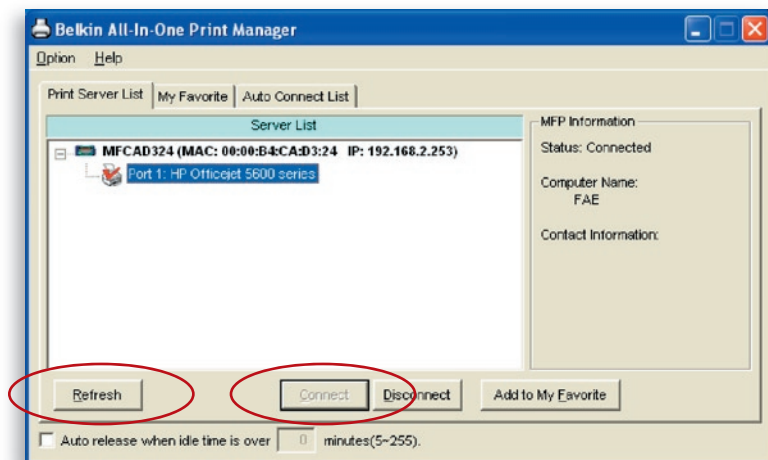 Belkin All-In-One Print Manager
Option Help
Print Server List My Favorite Auto Connect List
Server List
MFCAD324 (MAC: 00:00:B4:CA:D3:24 IP: 192.168.2.253)
Port 1: HP Officejet 5600 series
MFP Information
Status: Connected
Computer Name:
FAE
Contact Information:
Refresh Connect Disconnect Add to My Favorite
Auto release when idle time is over 0 minutes(5~255).